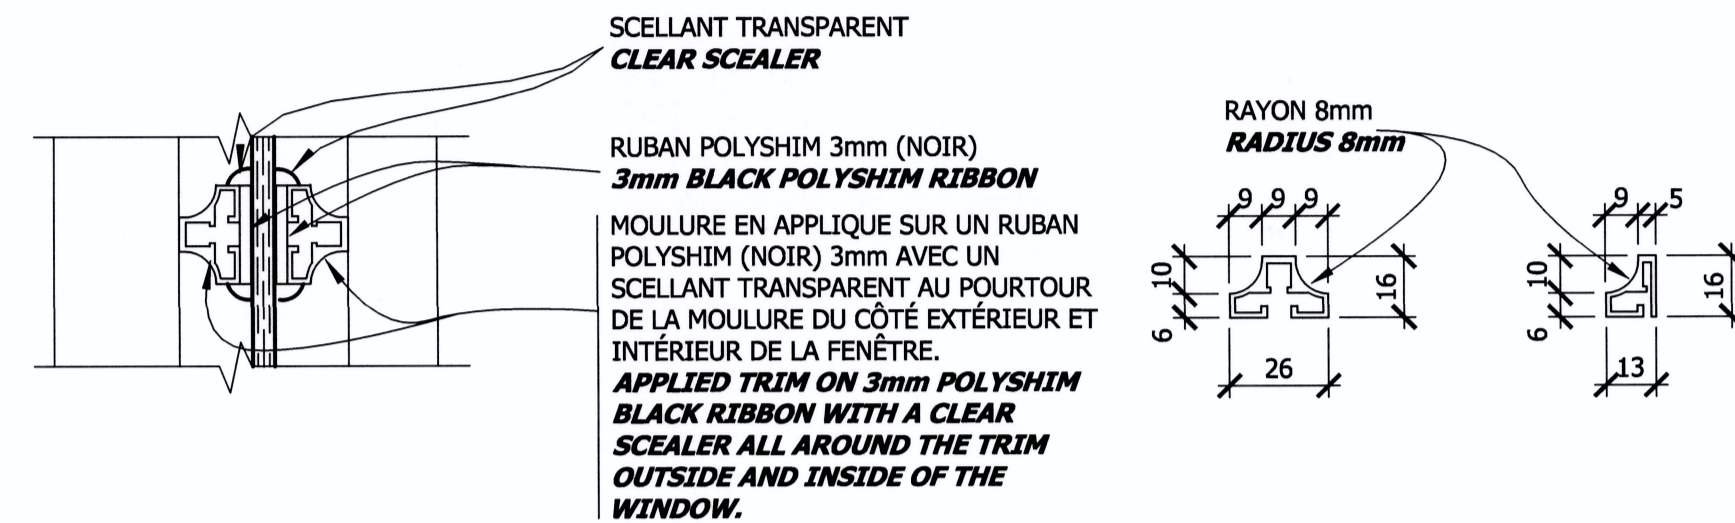 SCELLANT TRANSPARENT
CLEAR SCEALER
RUBAN POLYSHIM 3mm (NOIR)
3mm BLACK POLYSHIM RIBBON
MOULURE EN APPLIQUE SUR UN RUBAN
POLYSHIM (NOIR) 3mm AVEC UN
SCELLANT TRANSPARENT AU POURTOUR
DE LA MOULURE DU CÔTÉ EXTÉRIEUR ET
INTÉRIEUR DE LA FENÊTRE.
APPLIED TRIM ON 3mm POLYSHIM
BLACK RIBBON WITH A CLEAR
SCEALER ALL AROUND THE TRIM
OUTSIDE AND INSIDE OF THE
WINDOW.
RAYON 8mm
RADIUS 8mm
9 9 9
10
6
16
26
9 5
10
6
16
13